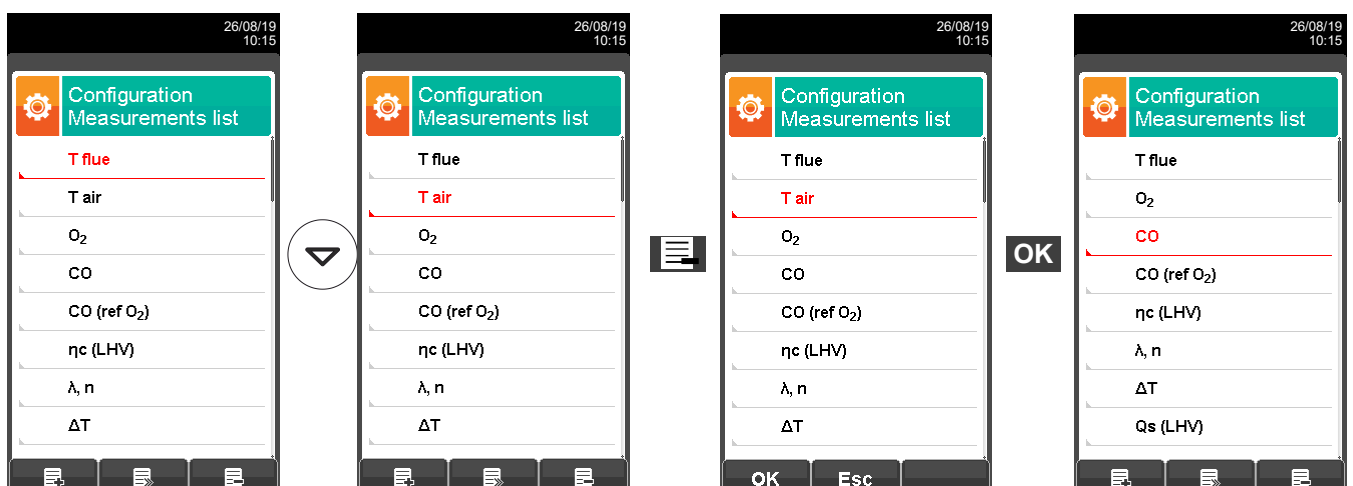 26/08/19
10:15
Configuration
Measurements list
T flue
T air
O₂
CO
CO (ref O₂)
ηc (LHV)
λ, n
ΔT
26/08/19
10:15
Configuration
Measurements list
T flue
T air
O₂
CO
CO (ref O₂)
ηc (LHV)
λ, n
ΔT
26/08/19
10:15
Configuration
Measurements list
T flue
T air
O₂
CO
CO (ref O₂)
ηc (LHV)
λ, n
ΔT
OK Esc
OK
26/08/19
10:15
Configuration
Measurements list
T flue
O₂
CO
CO (ref O₂)
ηc (LHV)
λ, n
ΔT
Qs (LHV)